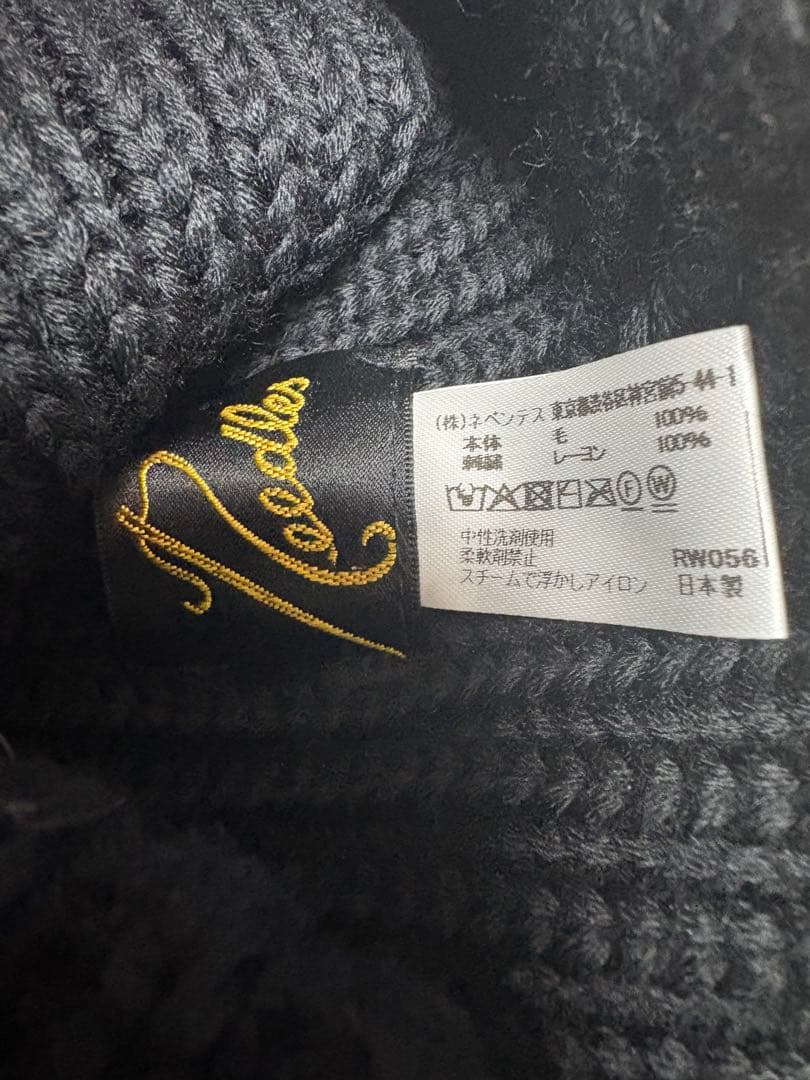 Needles
(株)ネペンテス 東京都渋谷区神宮前5-44-1
本体 毛 100%
刺繍 レーヨン 100%
F W
中性洗剤使用
柔軟剤禁止 RW056
スチームで浮かしアイロン 日本製